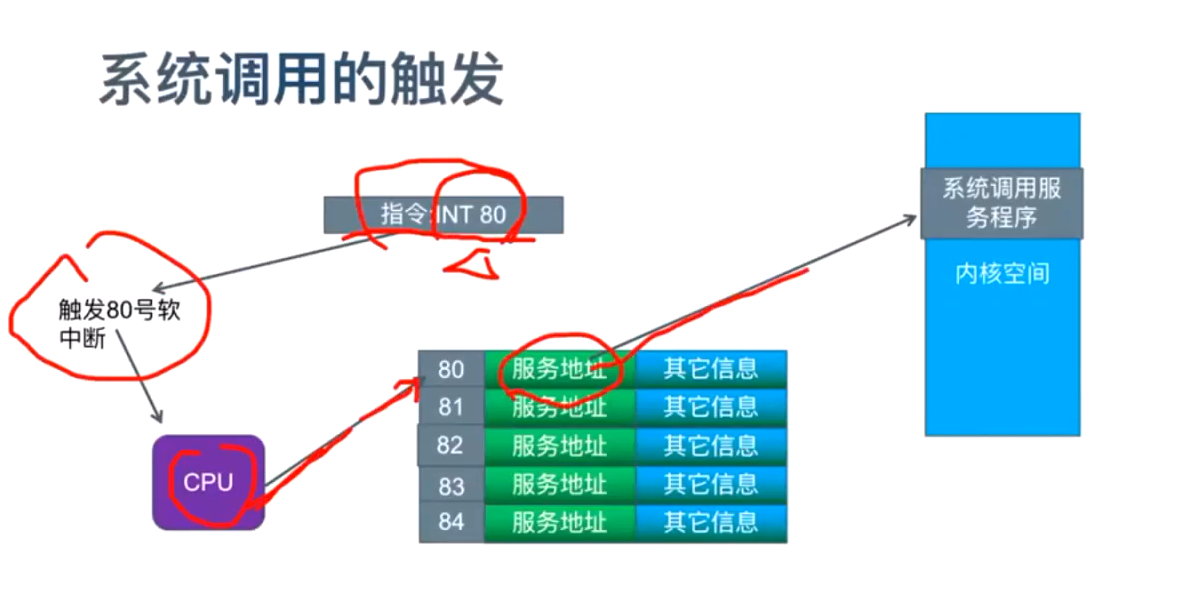 系统调用的触发
指令:INT 80
触发80号软
中断
CPU
80 服务地址 其它信息
81 服务地址 其它信息
82 服务地址 其它信息
83 服务地址 其它信息
84 服务地址 其它信息
系统调用服
务程序
内核空间